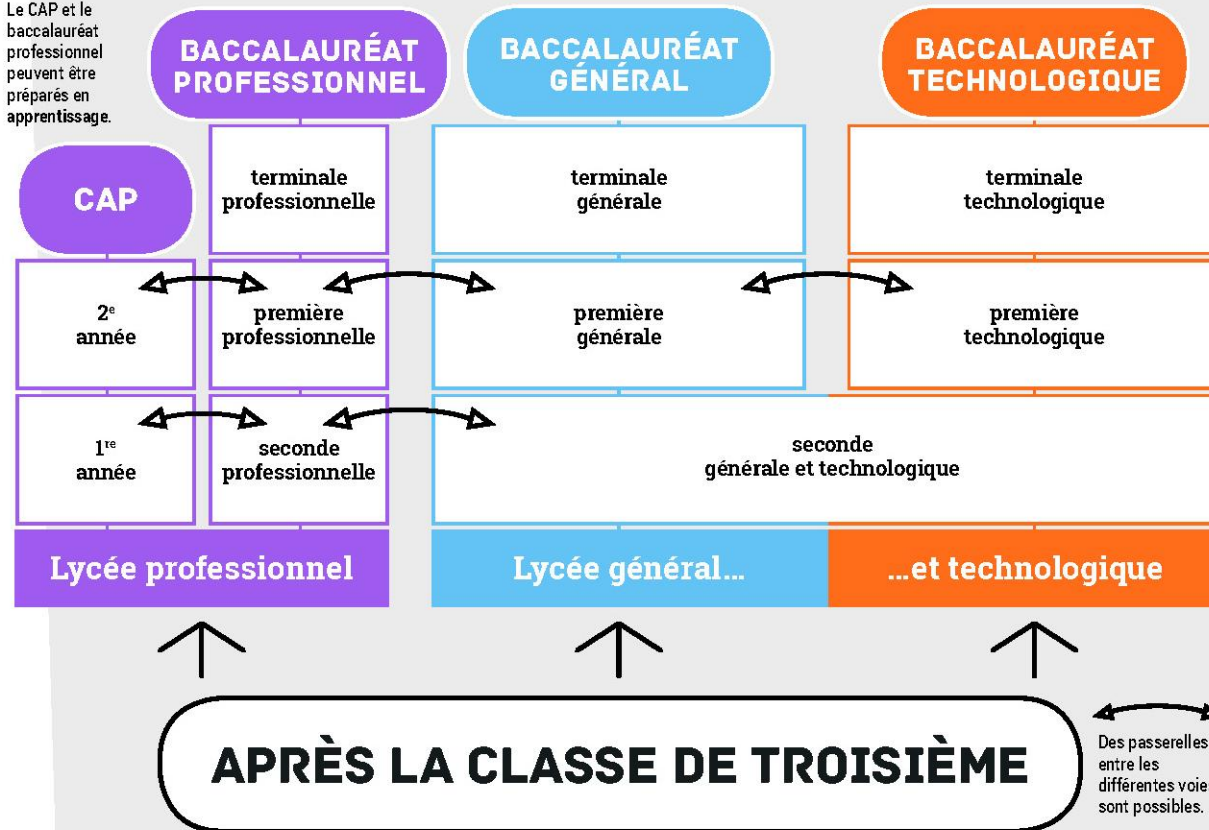 Le CAP et le
baccalauréat
professionnel
peuvent être
préparés en
apprentissage.
BACCALAURÉAT
PROFESSIONNEL
BACCALAURÉAT
GÉNÉRAL
BACCALAURÉAT
TECHNOLOGIQUE
CAP
terminale
professionnelle
terminale
générale
terminale
technologique
2e
année
première
professionnelle
première
générale
première
technologique
1re
année
seconde
professionnelle
seconde
générale et technologique
Lycée professionnel
Lycée général...
...et technologique
APRÈS LA CLASSE DE TROISIÈME
Des passerelles
entre les
différentes voie
sont possibles.